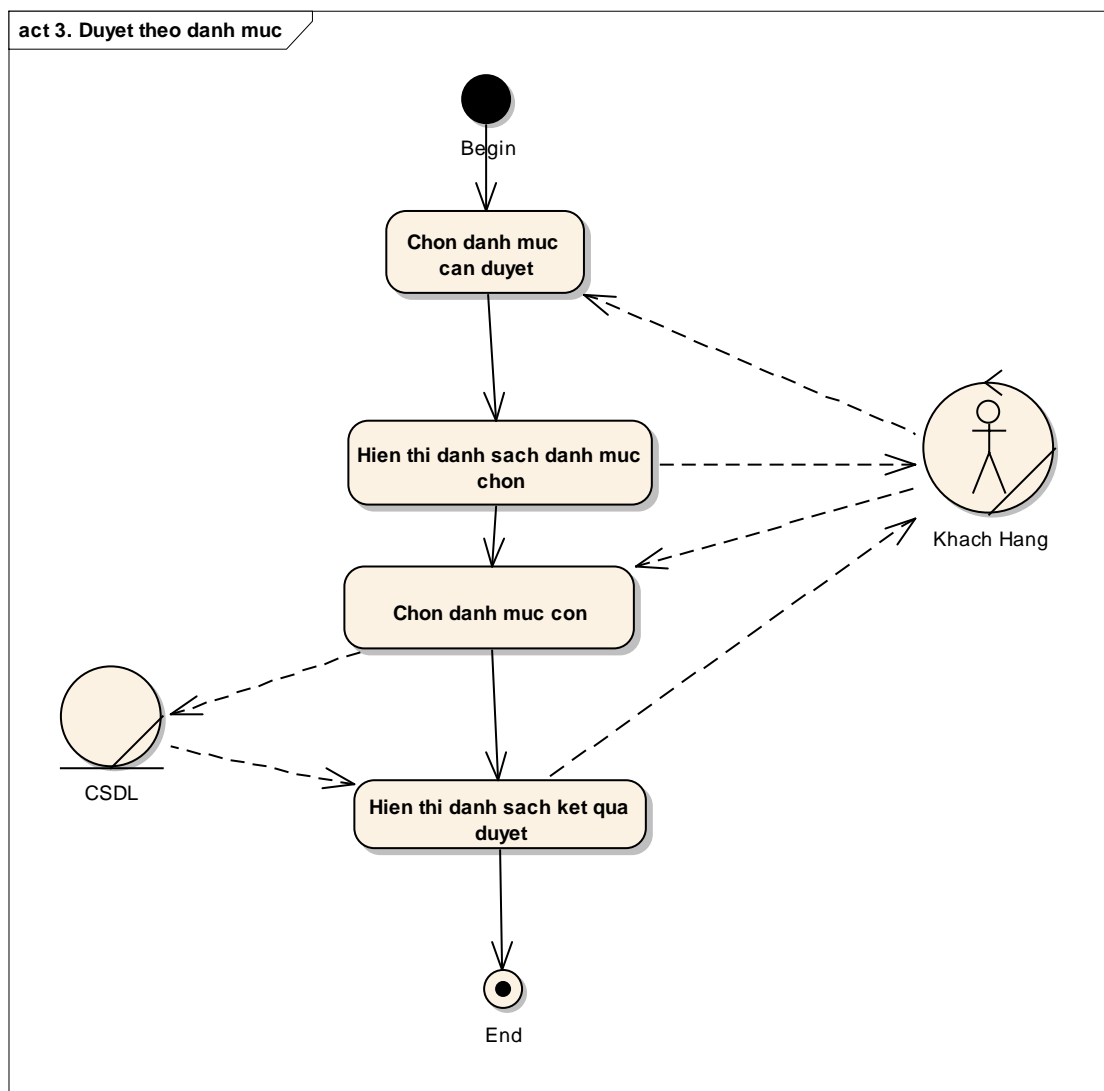 act 3. Duyet theo danh muc
Begin
Chon danh muc
can duyet
Hien thi danh sach danh muc
chon
Khach Hang
Chon danh muc con
CSDL
Hien thi danh sach ket qua
duyet
End